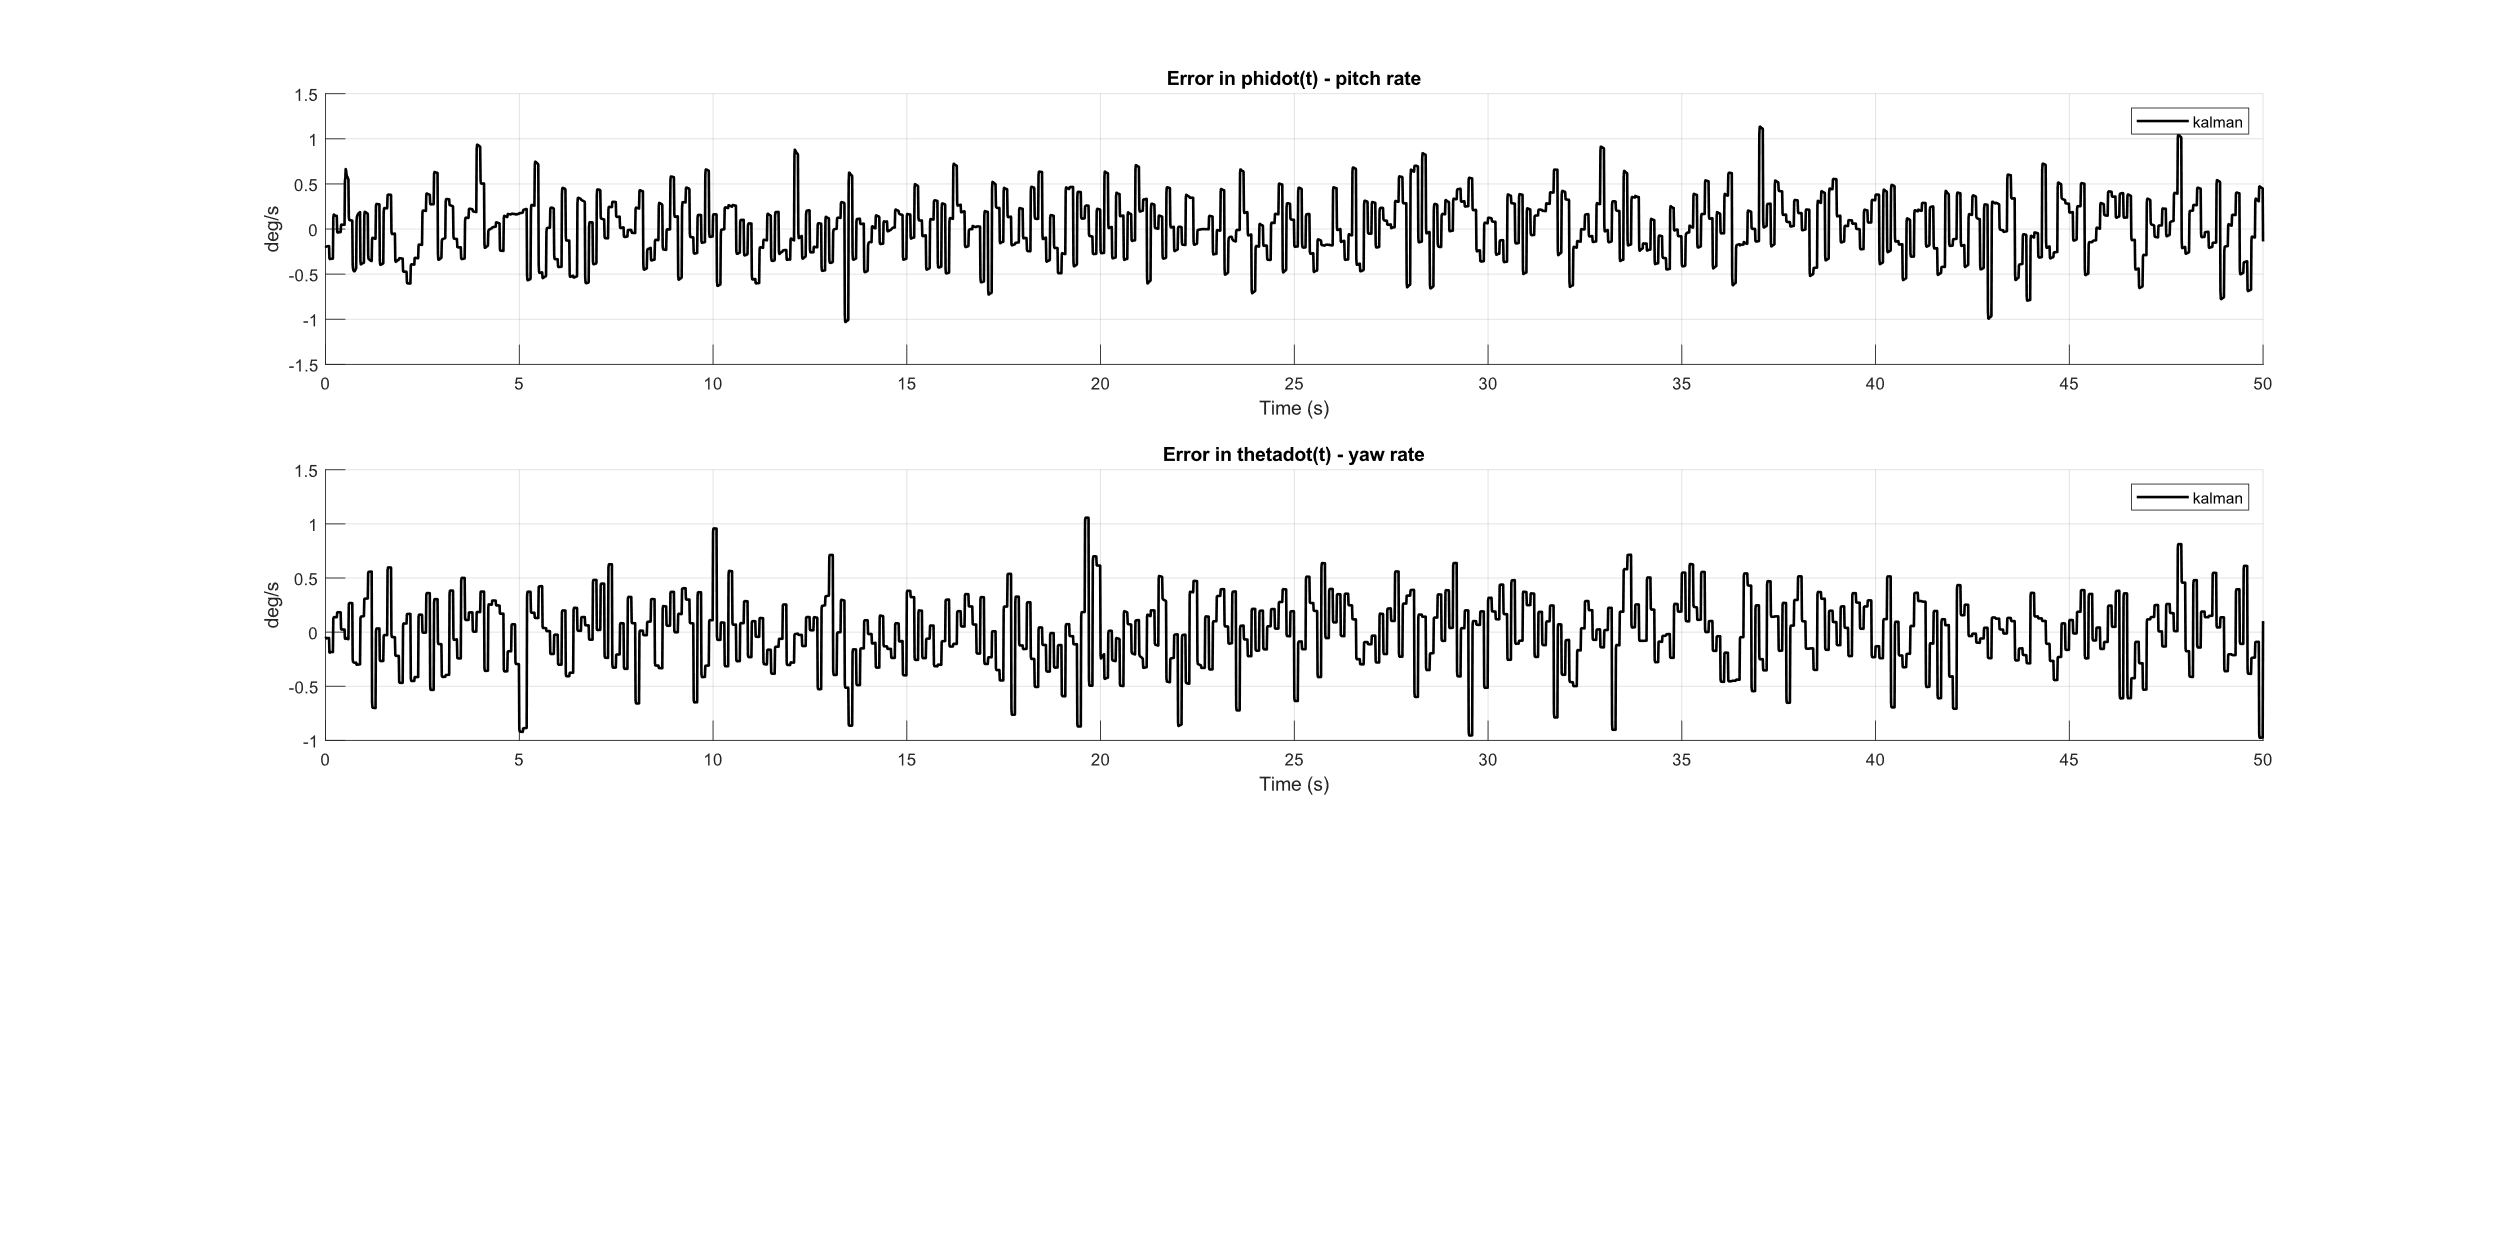 Error in phidot(t) - pitch rate
1.5
1
0.5
0
-0.5
-1
-1.5
deg/s
kalman
0 5 10 15 20 25 30 35 40 45 50
Time (s)
Error in thetadot(t) - yaw rate
1.5
1
0.5
0
-0.5
-1
deg/s
kalman
0 5 10 15 20 25 30 35 40 45 50
Time (s)